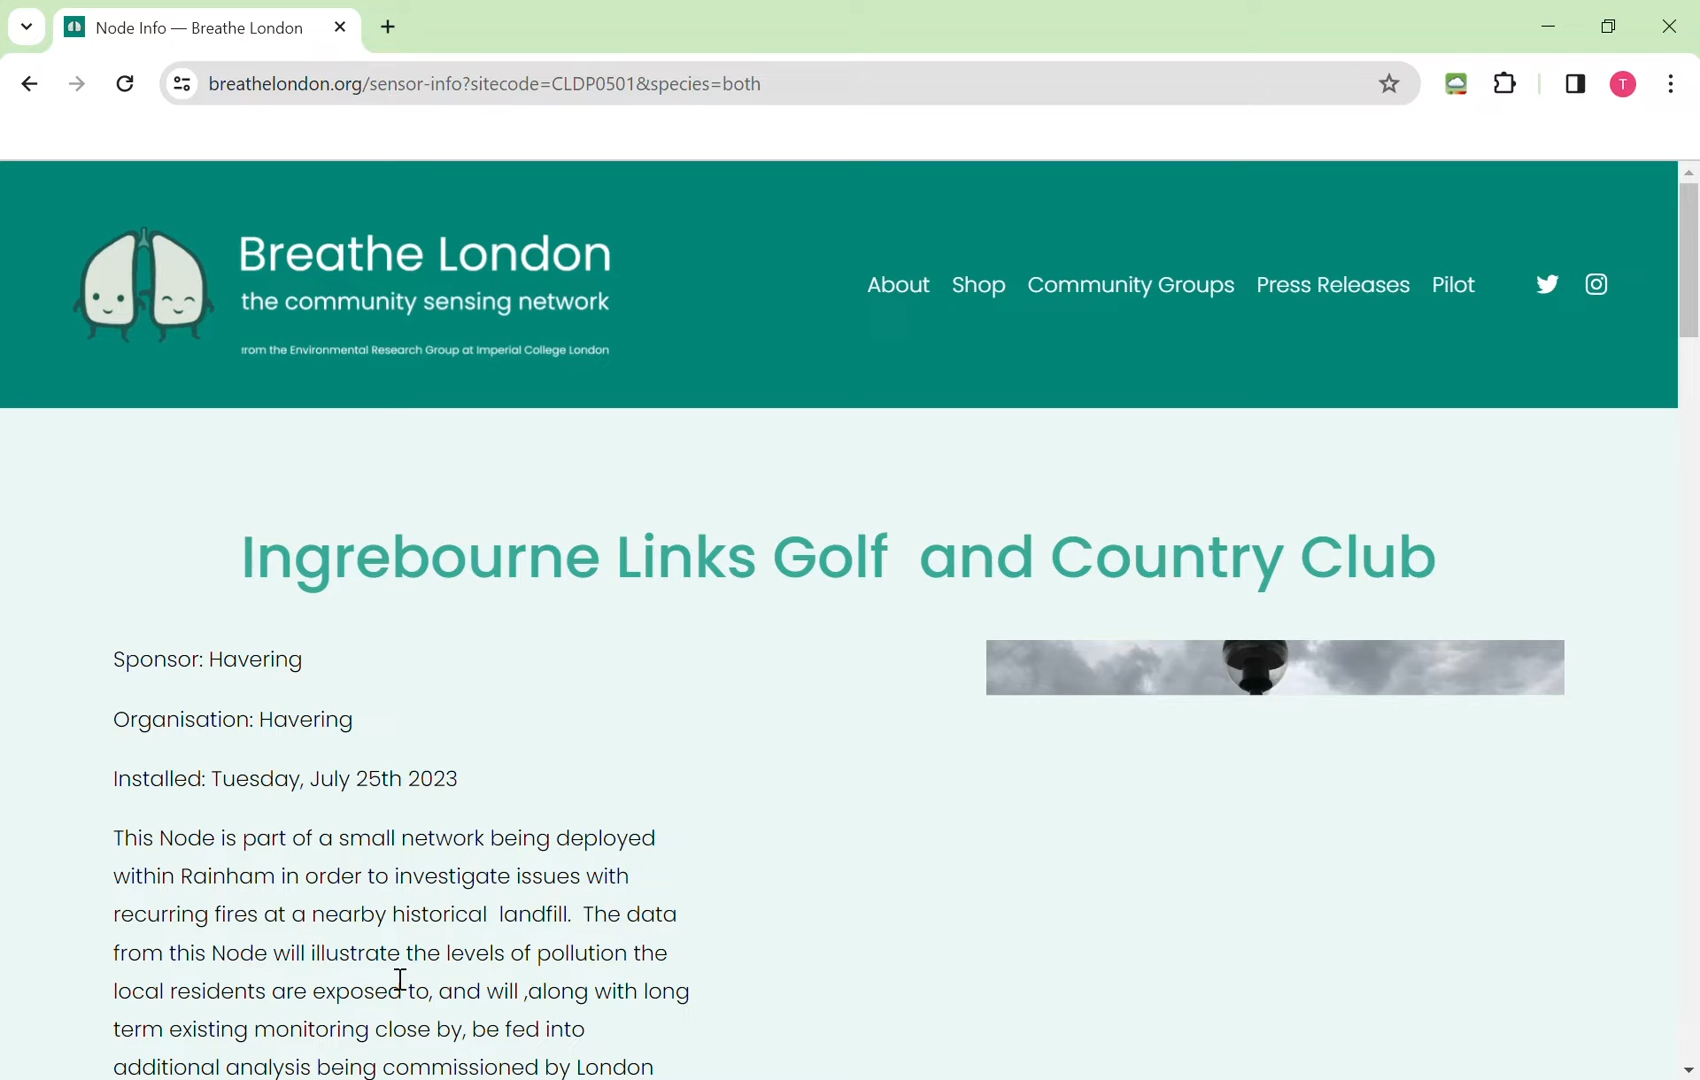 Node Info — Breathe London
breathelondon.org/sensor-info?sitecode=CLDP0501&species=both
T
Breathe London
the community sensing network
from the Environmental Research Group at Imperial College London
About Shop Community Groups Press Releases Pilot
Ingrebourne Links Golf and Country Club
Sponsor: Havering
Organisation: Havering
Installed: Tuesday, July 25th 2023
This Node is part of a small network being deployed
within Rainham in order to investigate issues with
recurring fires at a nearby historical landfill. The data
from this Node will illustrate the levels of pollution the
local residents are exposed to, and will ,along with long
term existing monitoring close by, be fed into
additional analysis being commissioned by London